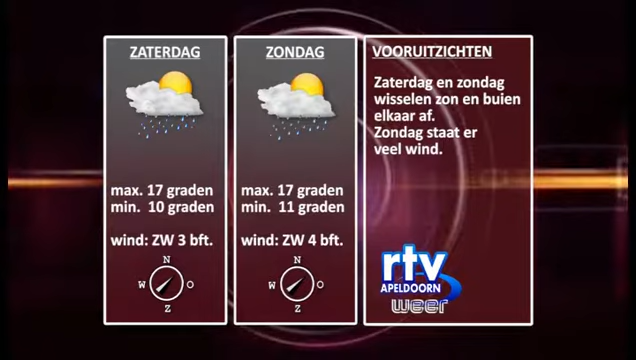 ZATERDAG
max. 17 graden
min. 10 graden
wind: ZW 3 bft.
N
W O
Z
ZONDAG
max. 17 graden
min. 11 graden
wind: ZW 4 bft.
N
W O
Z
VOORUITZICHTEN
Zaterdag en zondag
wisselen zon en buien
elkaar af.
Zondag staat er
veel wind.
rtv
APELDOORN
weer